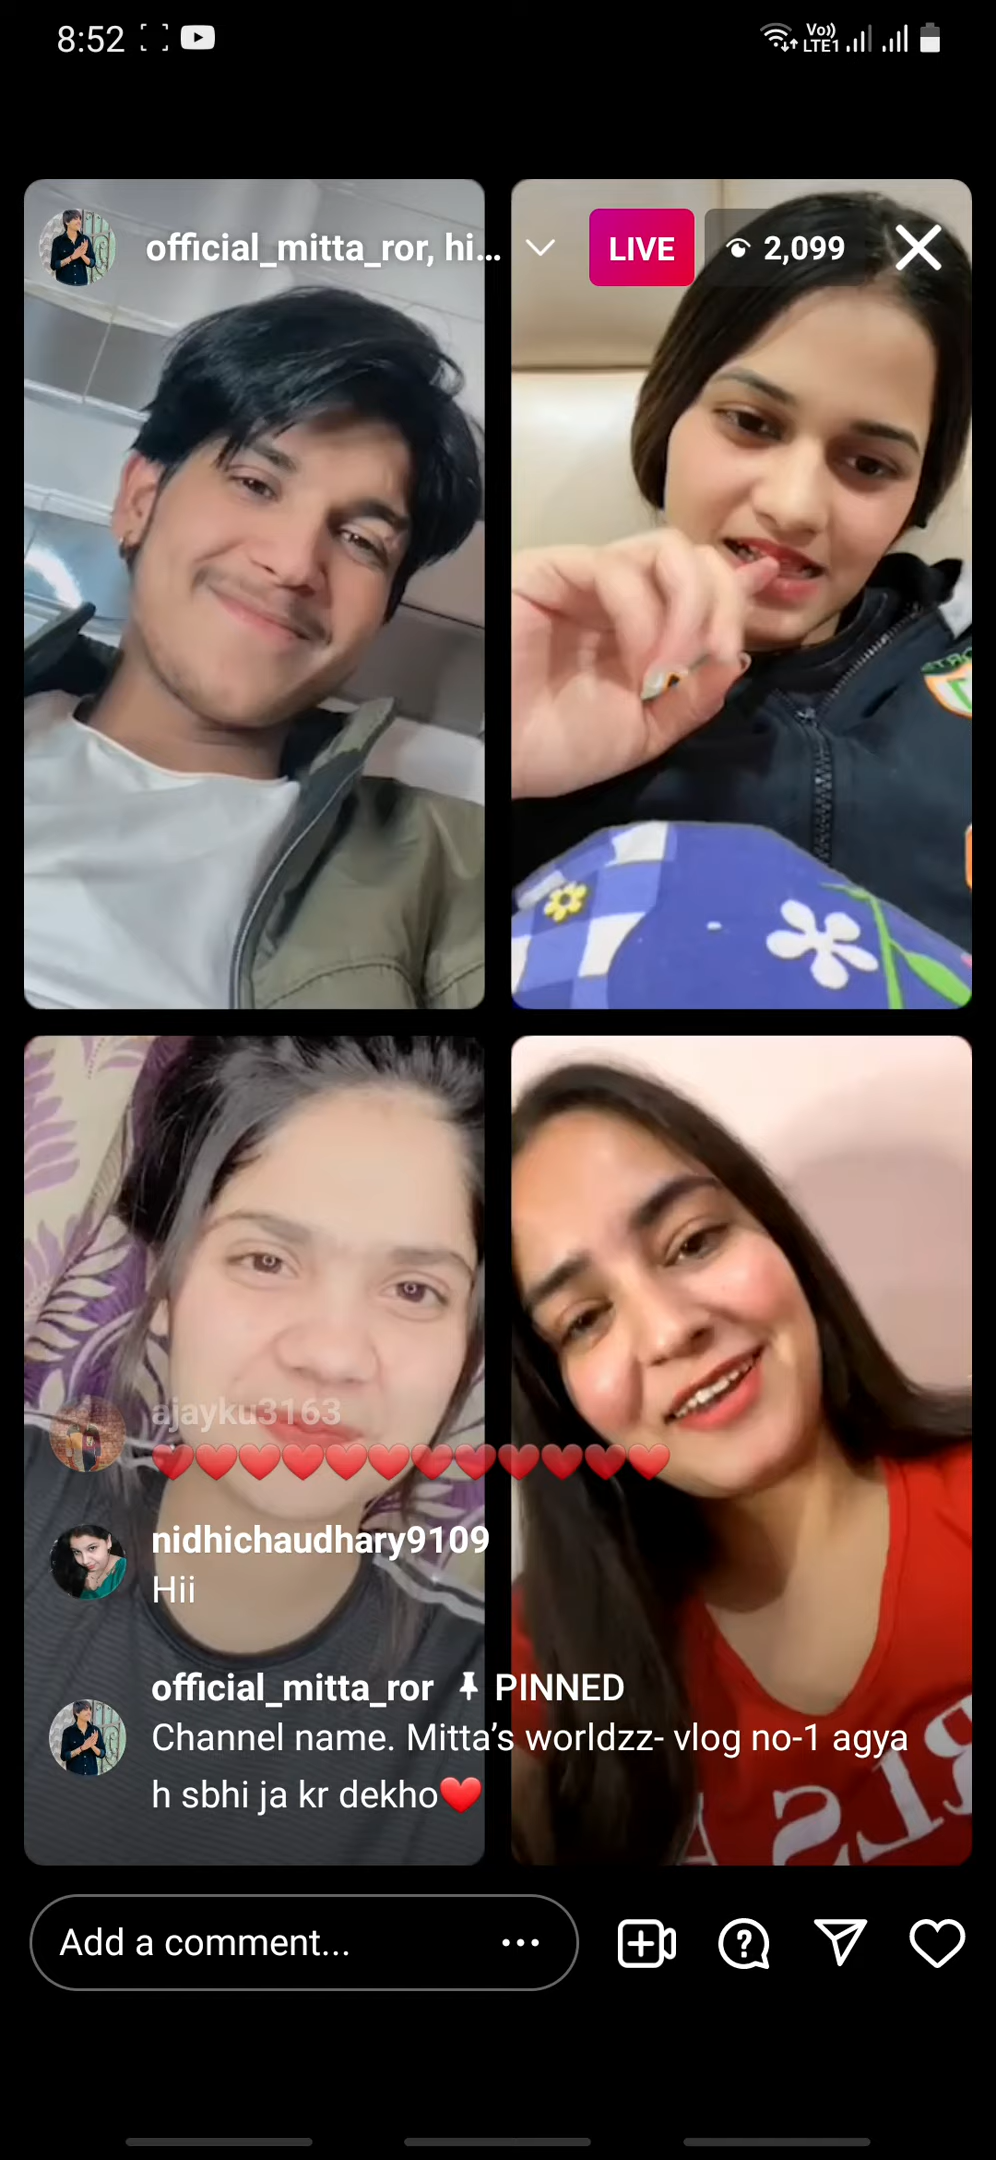 8:52
Vo)) LTE1
official_mitta_ror, hi...
LIVE
2,099
ajayku3163
❤️❤️❤️❤️❤️❤️❤️❤️❤️❤️❤️❤️
nidhichaudhary9109
Hii
official_mitta_ror PINNED
Channel name. Mitta's worldzz- vlog no-1 agya
h sbhi ja kr dekho❤️
Add a comment...